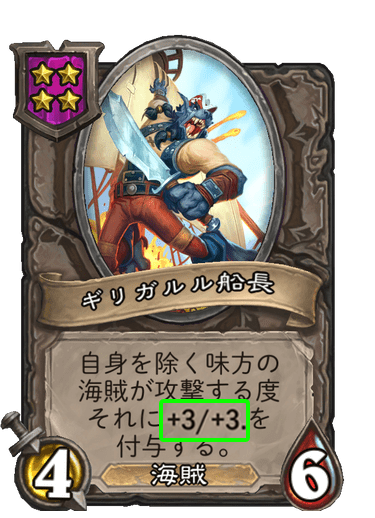 ギリガルル船長
自身を除く味方の
海賊が攻撃する度
それに+3/+3.を
付与する。
海賊
4
6